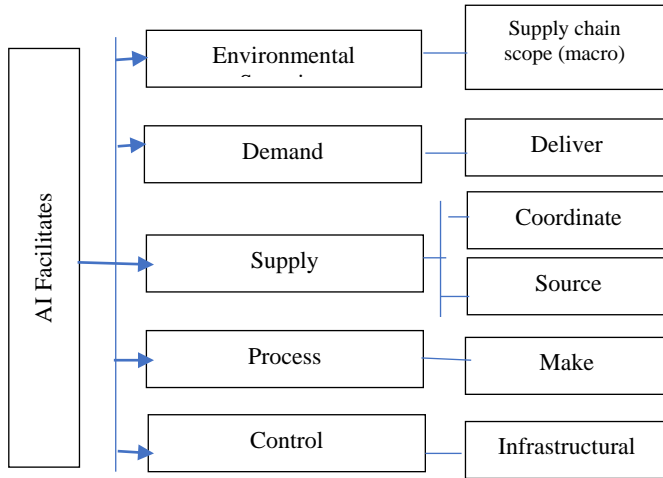 AI Facilitates
Environmental
Supply chain
scope (macro)
Demand
Deliver
Supply
Coordinate
Source
Process
Make
Control
Infrastructural